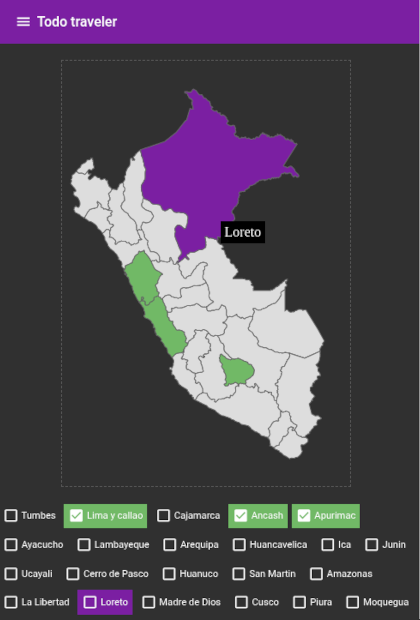 Todo traveler
Loreto
Tumbes Lima y callao Cajamarca Ancash Apurimac
Ayacucho Lambayeque Arequipa Huancavelica Ica Junin
Ucayali Cerro de Pasco Huanuco San Martin Amazonas
La Libertad Loreto Madre de Dios Cusco Piura Moquegua